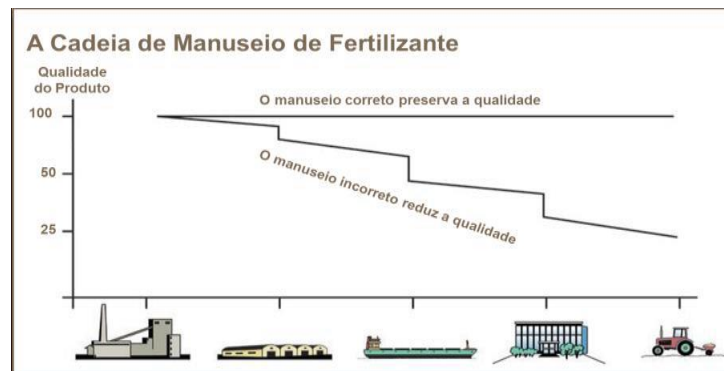 A Cadeia de Manuseio de Fertilizante
Qualidade
do Produto
100
O manuseio correto preserva a qualidade
50
O manuseio incorreto reduz a qualidade
25